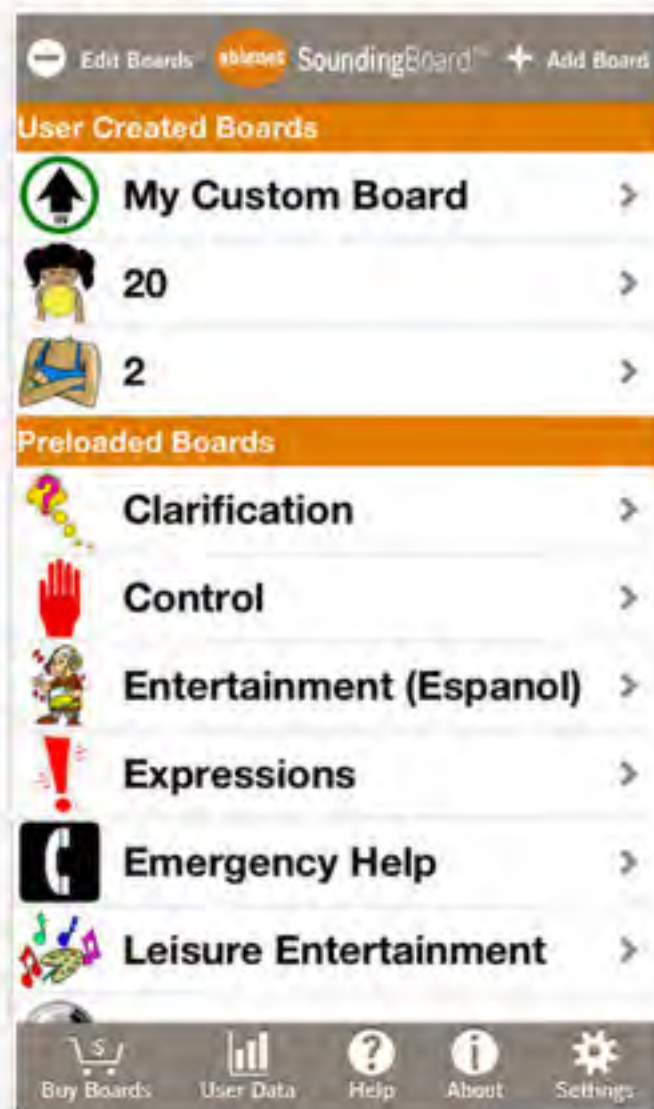 Edit Boards ablenet SoundingBoard™ Add Board
User Created Boards
My Custom Board
20
2
Preloaded Boards
Clarification
Control
Entertainment (Espanol)
Expressions
Emergency Help
Leisure Entertainment
Buy Boards User Data Help About Settings